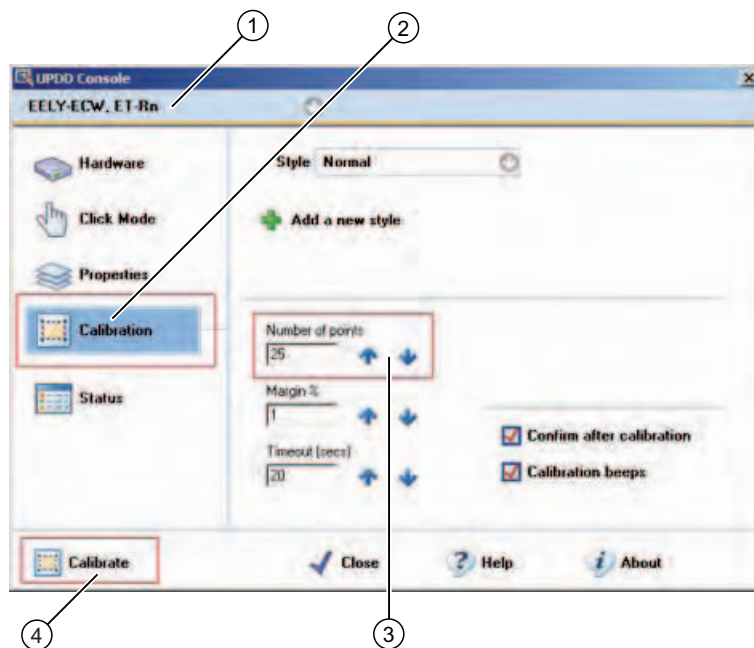 1
2
UPDD Console
EELY-ECW, ET-Rn
Hardware
Style Normal
Click Mode
Add a new style
Properties
Calibration
Number of points
25
3
Status
Margin %
1
Confirm after calibration
Timeout (secs)
20
Calibration beeps
Calibrate
Close
? Help
i About
4
3